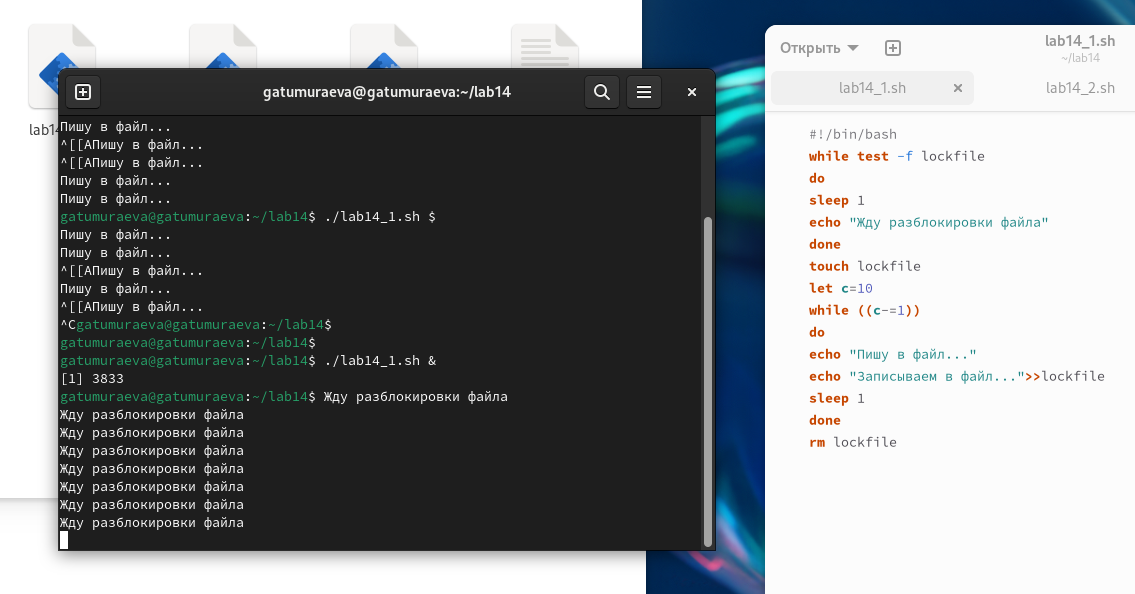 lab14
gatumuraeva@gatumuraeva:~/lab14
Пишу в файл...
^[[AПишу в файл...
^[[AПишу в файл...
Пишу в файл...
Пишу в файл...
gatumuraeva@gatumuraeva:~/lab14$ ./lab14_1.sh $
Пишу в файл...
Пишу в файл...
^[[AПишу в файл...
Пишу в файл...
^[[AПишу в файл...
^Cgatumuraeva@gatumuraeva:~/lab14$
gatumuraeva@gatumuraeva:~/lab14$
gatumuraeva@gatumuraeva:~/lab14$ ./lab14_1.sh &
[1] 3833
gatumuraeva@gatumuraeva:~/lab14$ Жду разблокировки файла
Жду разблокировки файла
Жду разблокировки файла
Жду разблокировки файла
Жду разблокировки файла
Жду разблокировки файла
Жду разблокировки файла
Жду разблокировки файла
Открыть
lab14_1.sh
~/lab14
lab14_1.sh
lab14_2.sh
#!/bin/bash
while test -f lockfile
do
sleep 1
echo "Жду разблокировки файла"
done
touch lockfile
let c=10
while ((c-=1))
do
echo "Пишу в файл..."
echo "Записываем в файл...">>lockfile
sleep 1
done
rm lockfile